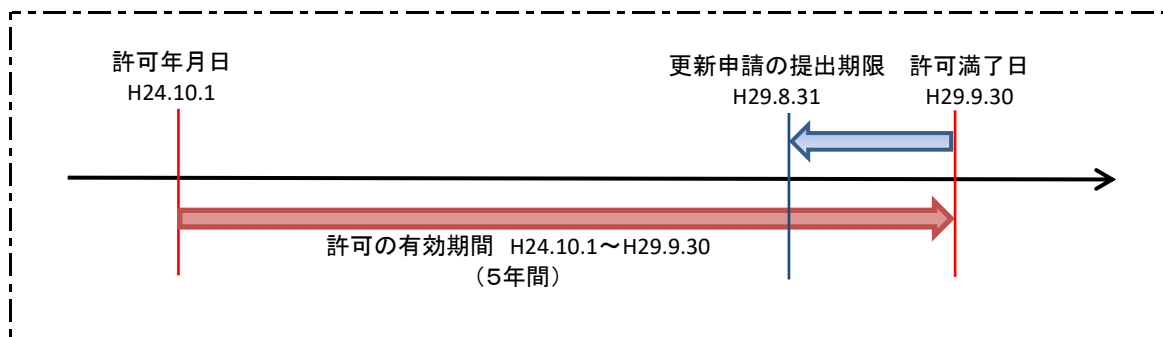 許可年月日
H24.10.1
更新申請の提出期限
H29.8.31
許可満了日
H29.9.30
許可の有効期間 H24.10.1～H29.9.30
（５年間）